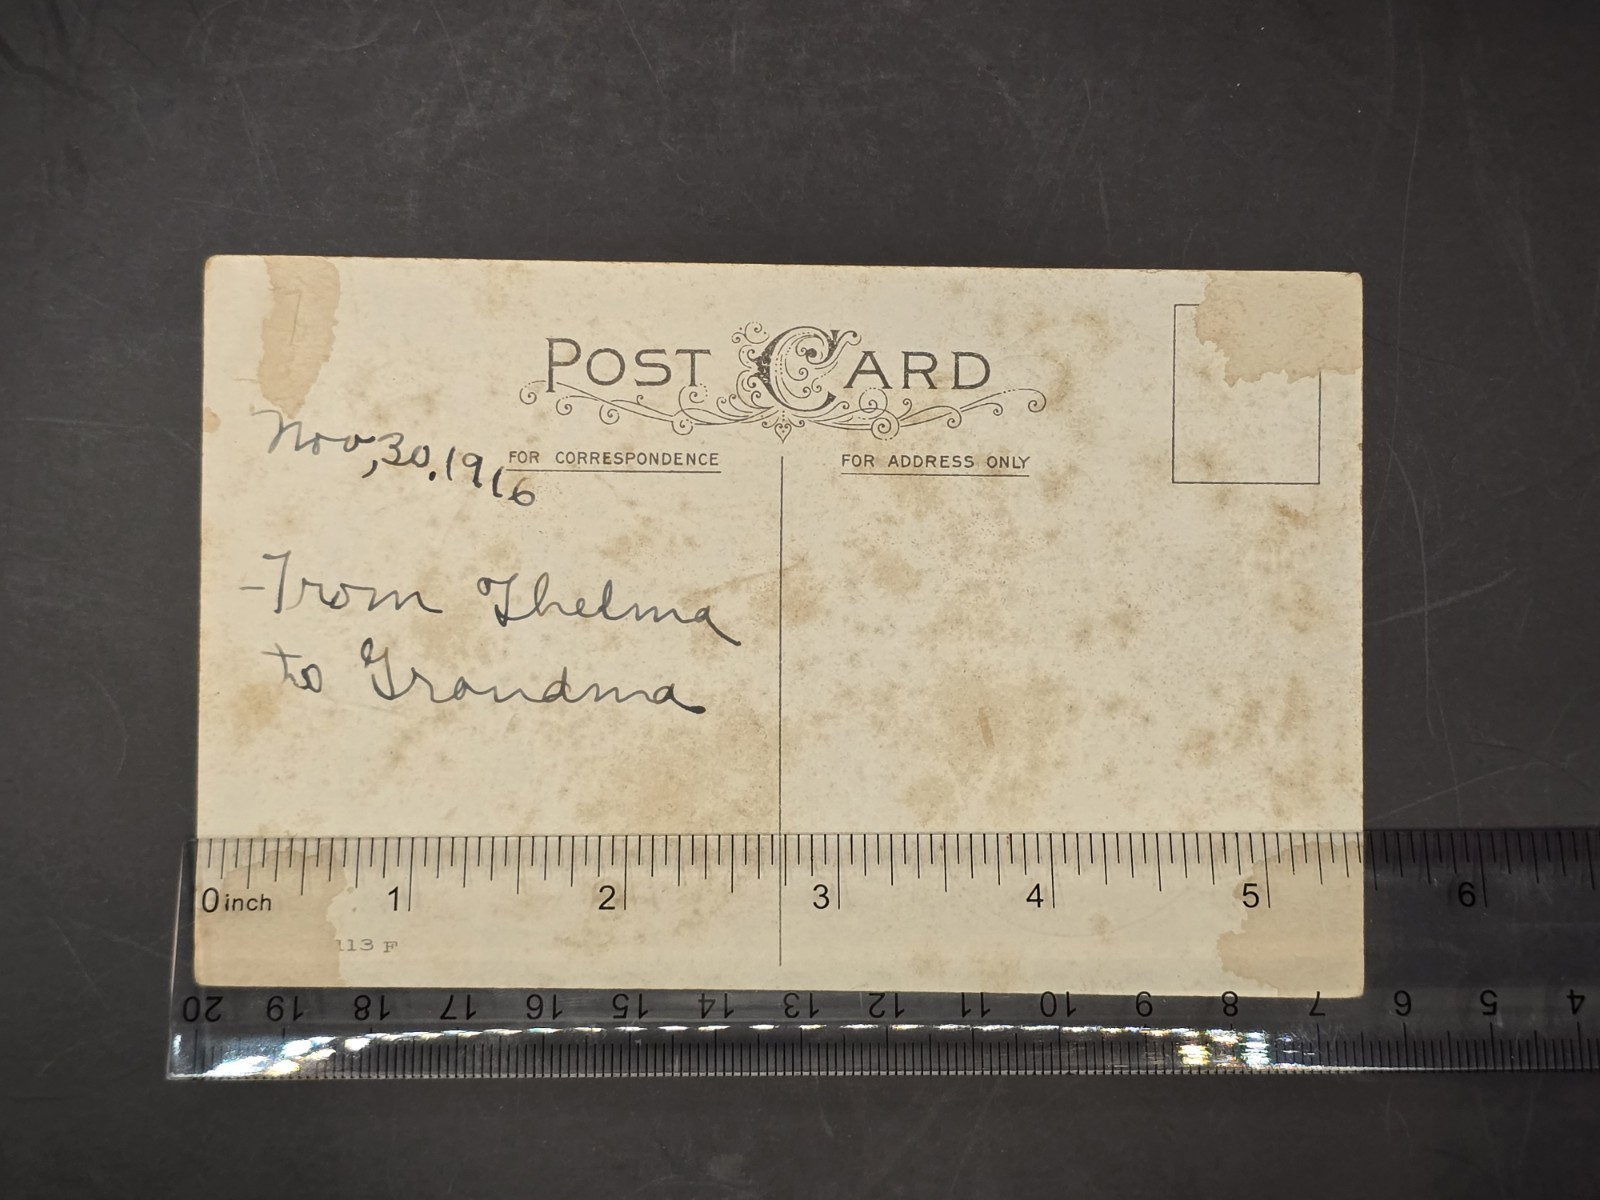 POST CARD
Nov, 30, 1916
FOR CORRESPONDENCE
FOR ADDRESS ONLY
From Thelma
to Grandma
0 inch 1 2 3 4 5 6
113 F
20 19 18 17 16 15 14 13 12 11 10 9 8 7 6 5 4